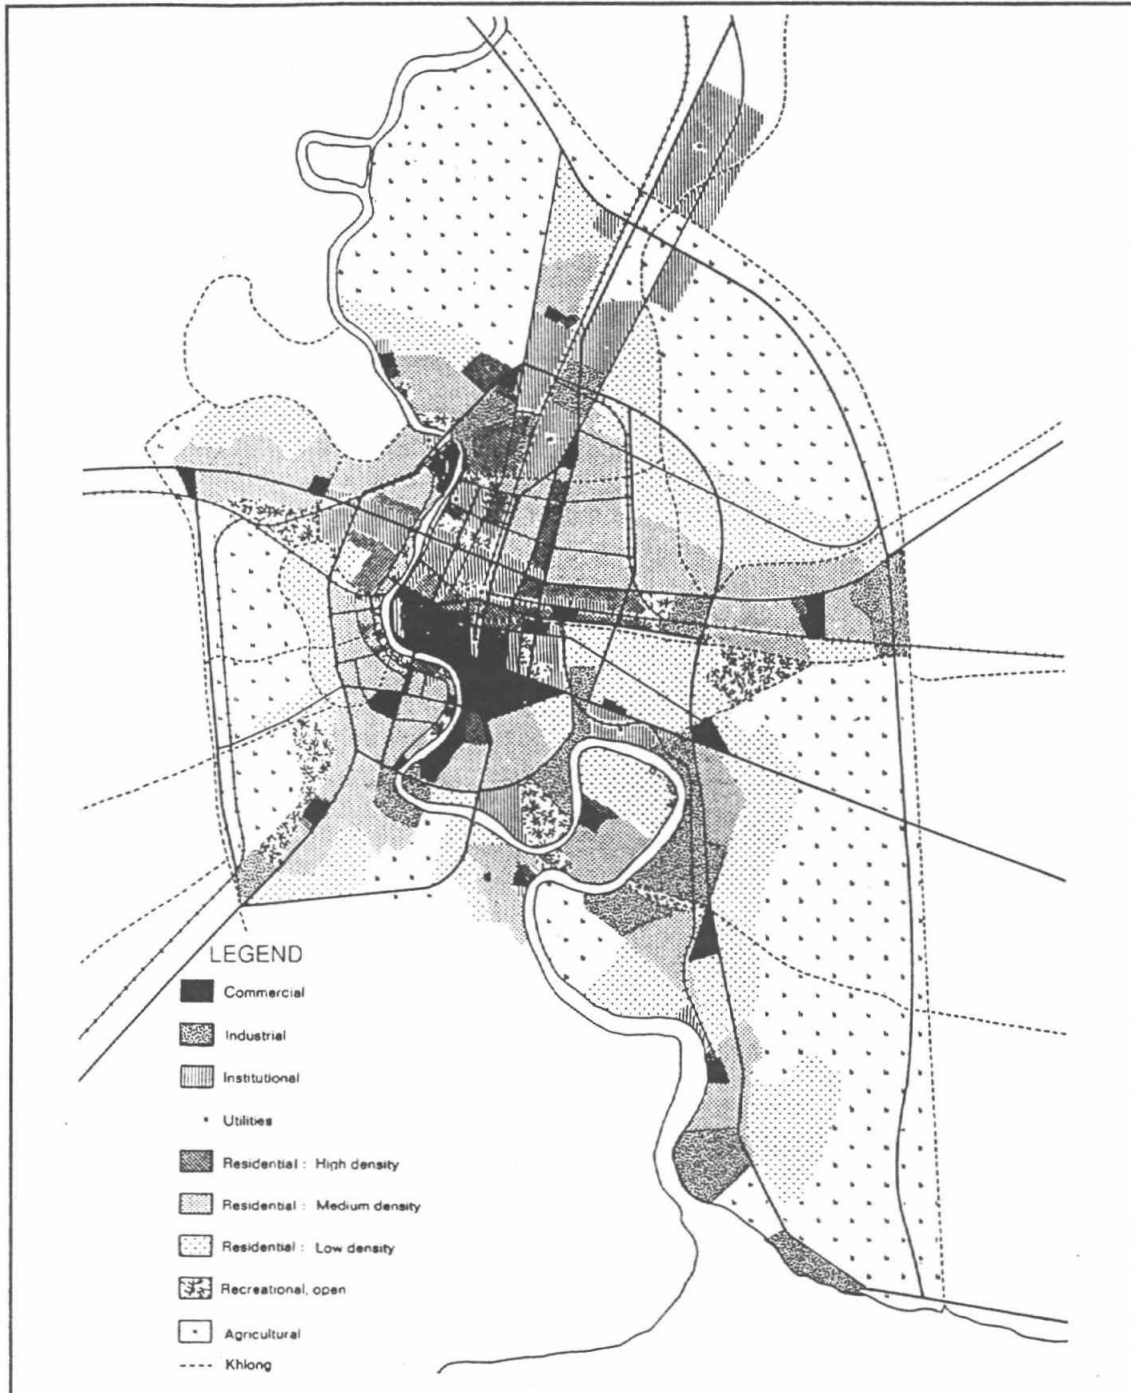 LEGEND
Commercial
Industrial
Institutional
Utilities
Residential : High density
Residential : Medium density
Residential : Low density
Recreational, open
Agricultural
Khlong